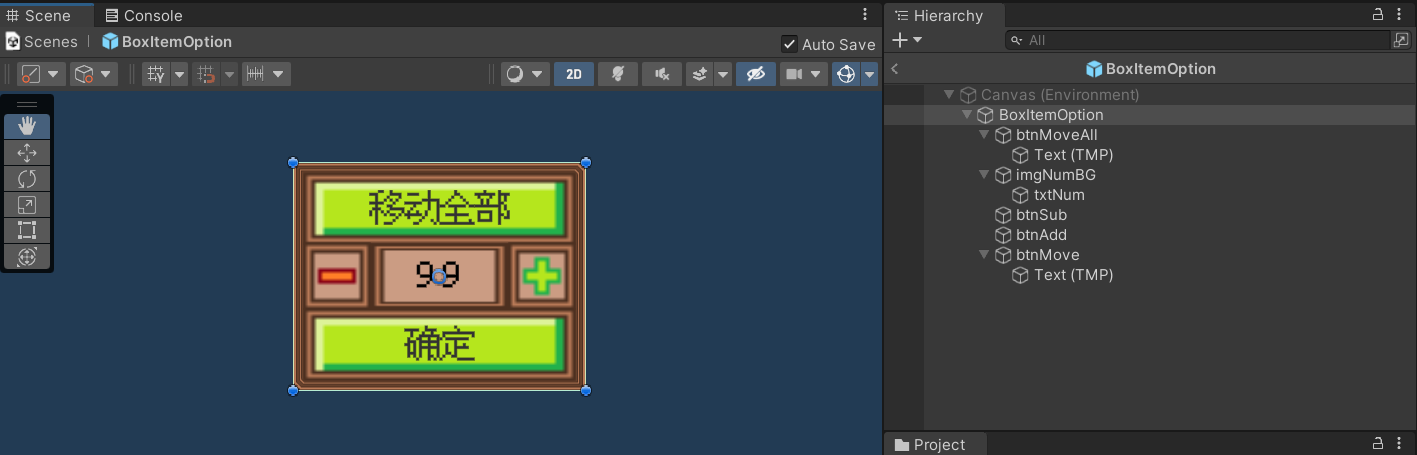 Scene
Console
Scenes
BoxItemOption
Auto Save
2D
移动全部
99
确定
Hierarchy
All
BoxItemOption
Canvas (Environment)
BoxItemOption
btnMoveAll
Text (TMP)
imgNumBG
txtNum
btnSub
btnAdd
btnMove
Text (TMP)
Project